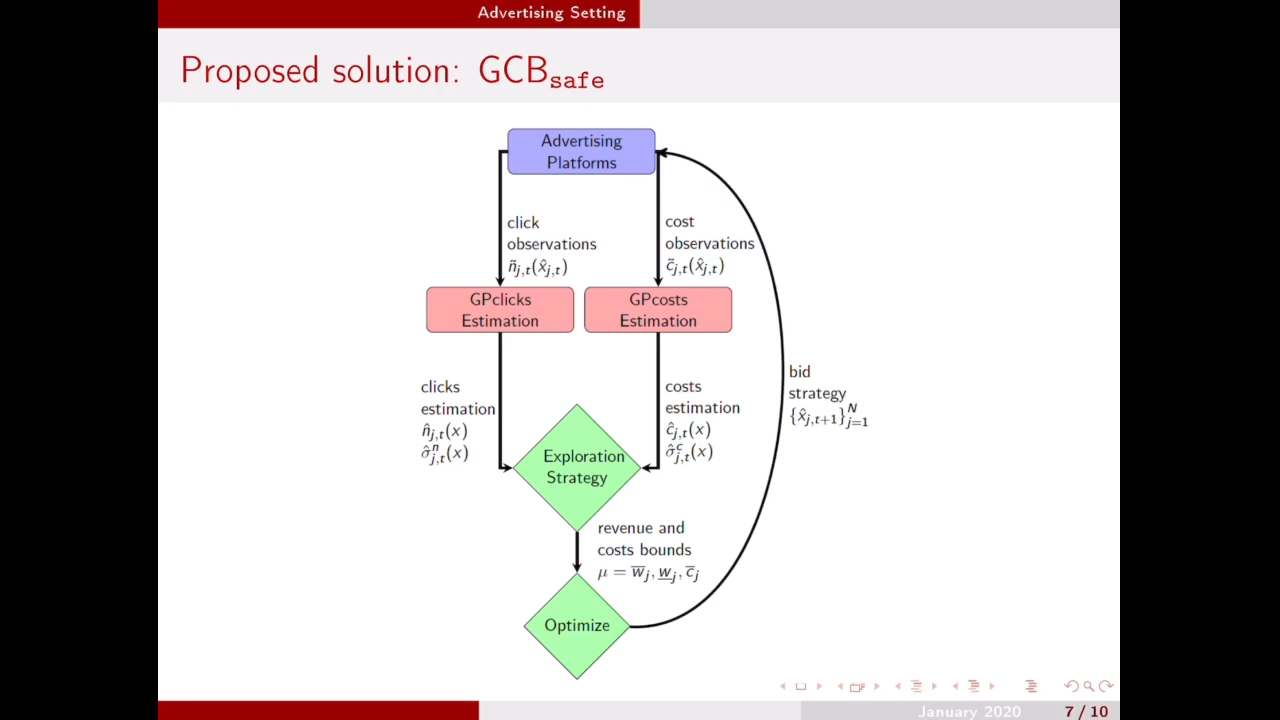 Advertising Setting
Proposed solution: GCB_safe
Advertising
Platforms
click
observations
ñ_{j,t}(x̂_{j,t})
cost
observations
c̃_{j,t}(x̂_{j,t})
GPclicks
Estimation
GPcosts
Estimation
clicks
estimation
n̂_{j,t}(x)
σ̂^n_{j,t}(x)
costs
estimation
ĉ_{j,t}(x)
σ̂^c_{j,t}(x)
bid
strategy
{x̂_{j,t+1}}^N_{j=1}
Exploration
Strategy
revenue and
costs bounds
μ = w̅_j, w̲_j, c̅_j
Optimize
January 2020
7 / 10